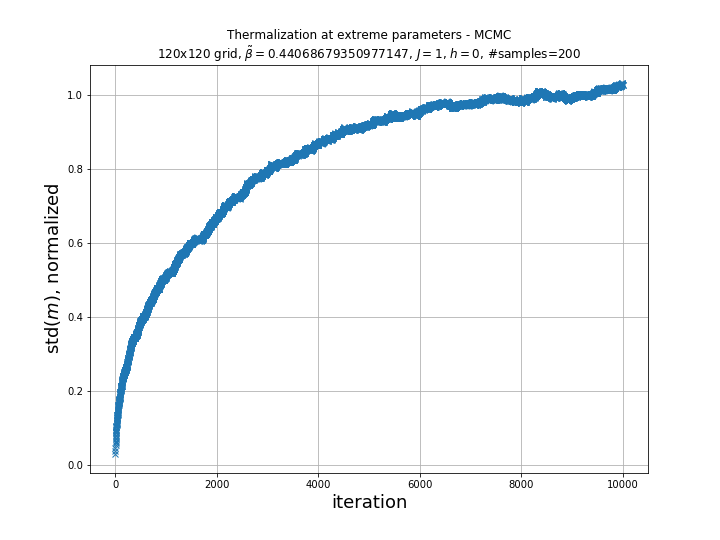 Thermalization at extreme parameters - MCMC
120x120 grid, β̃ = 0.44068679350977147, J = 1, h = 0, #samples=200
1.0
0.8
0.6
0.4
0.2
0.0
std(m), normalized
0 2000 4000 6000 8000 10000
iteration